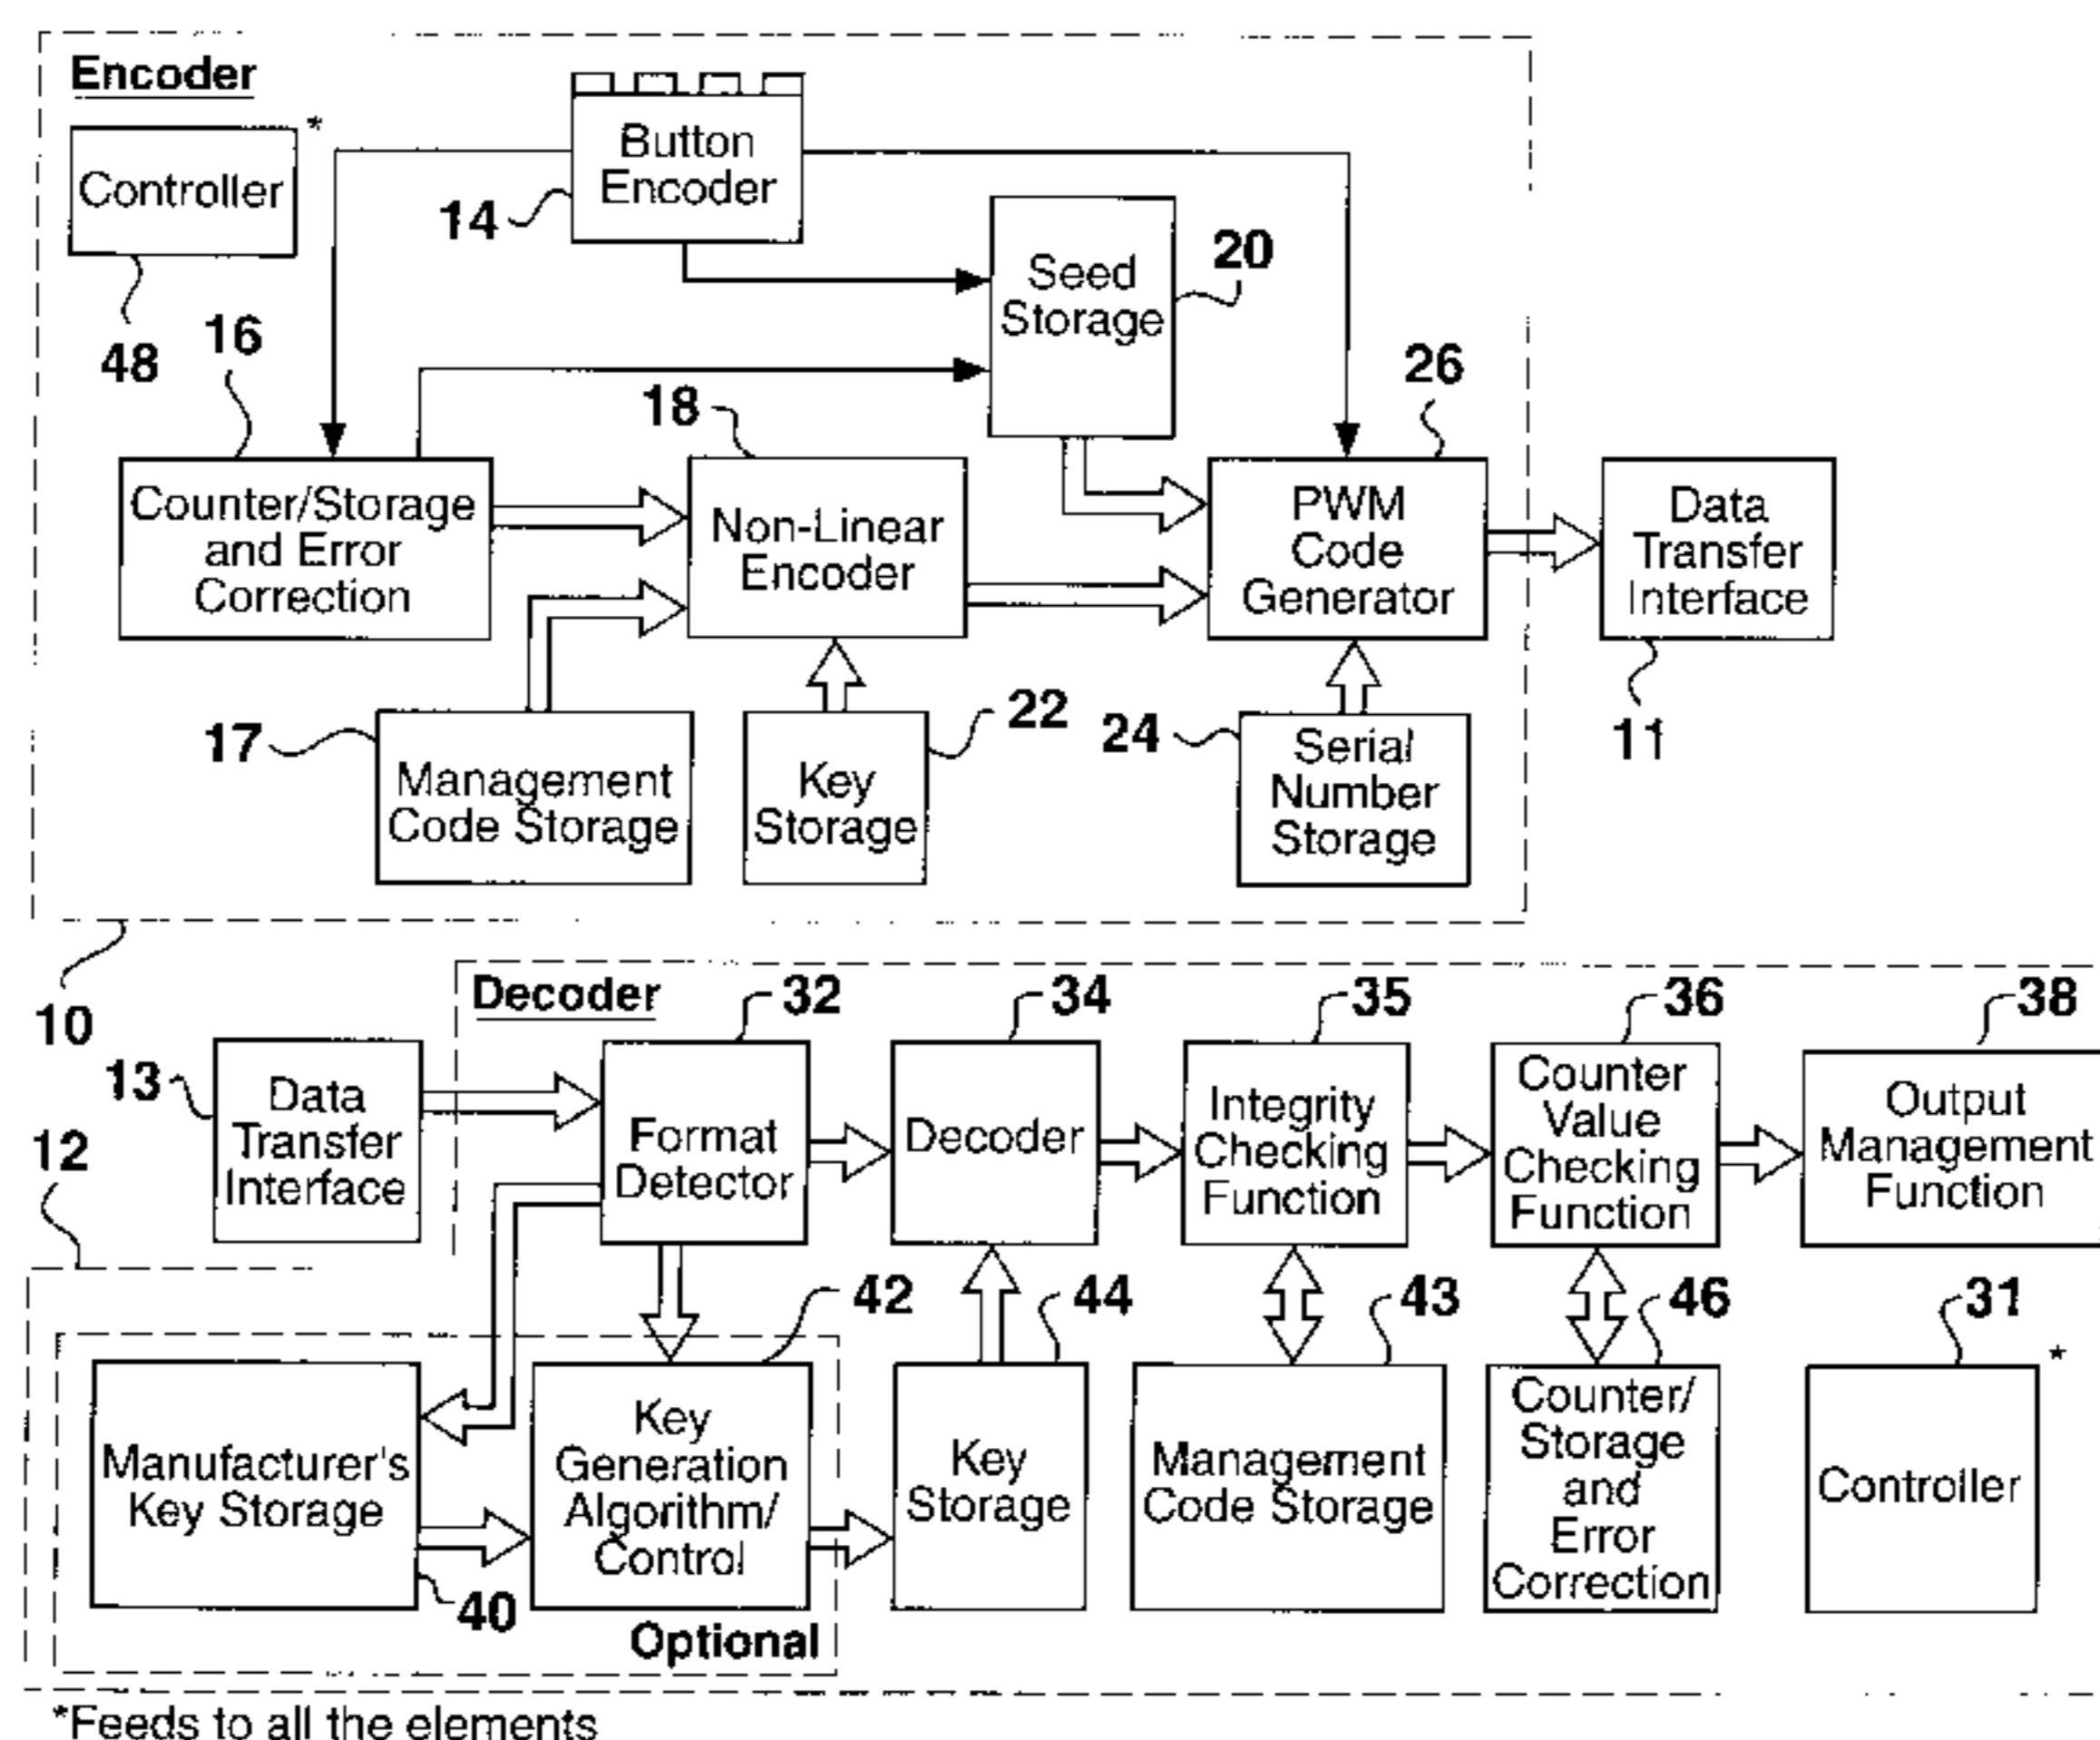 Encoder
Controller
*
48
Button
Encoder
14
Seed
Storage
20
16
18
26
Counter/Storage
and Error
Correction
Non-Linear
Encoder
PWM
Code
Generator
Data
Transfer
Interface
11
17
Management
Code Storage
Key
Storage
22
24
Serial
Number
Storage
10
Decoder
32
34
35
36
38
13
Data
Transfer
Interface
12
Format
Detector
Decoder
Integrity
Checking
Function
Counter
Value
Checking
Function
Output
Management
Function
42
44
43
46
31
*
Manufacturer's
Key Storage
40
Key
Generation
Algorithm/
Control
Optional
Key
Storage
Management
Code Storage
Counter/
Storage
and
Error
Correction
Controller
*Feeds to all the elements